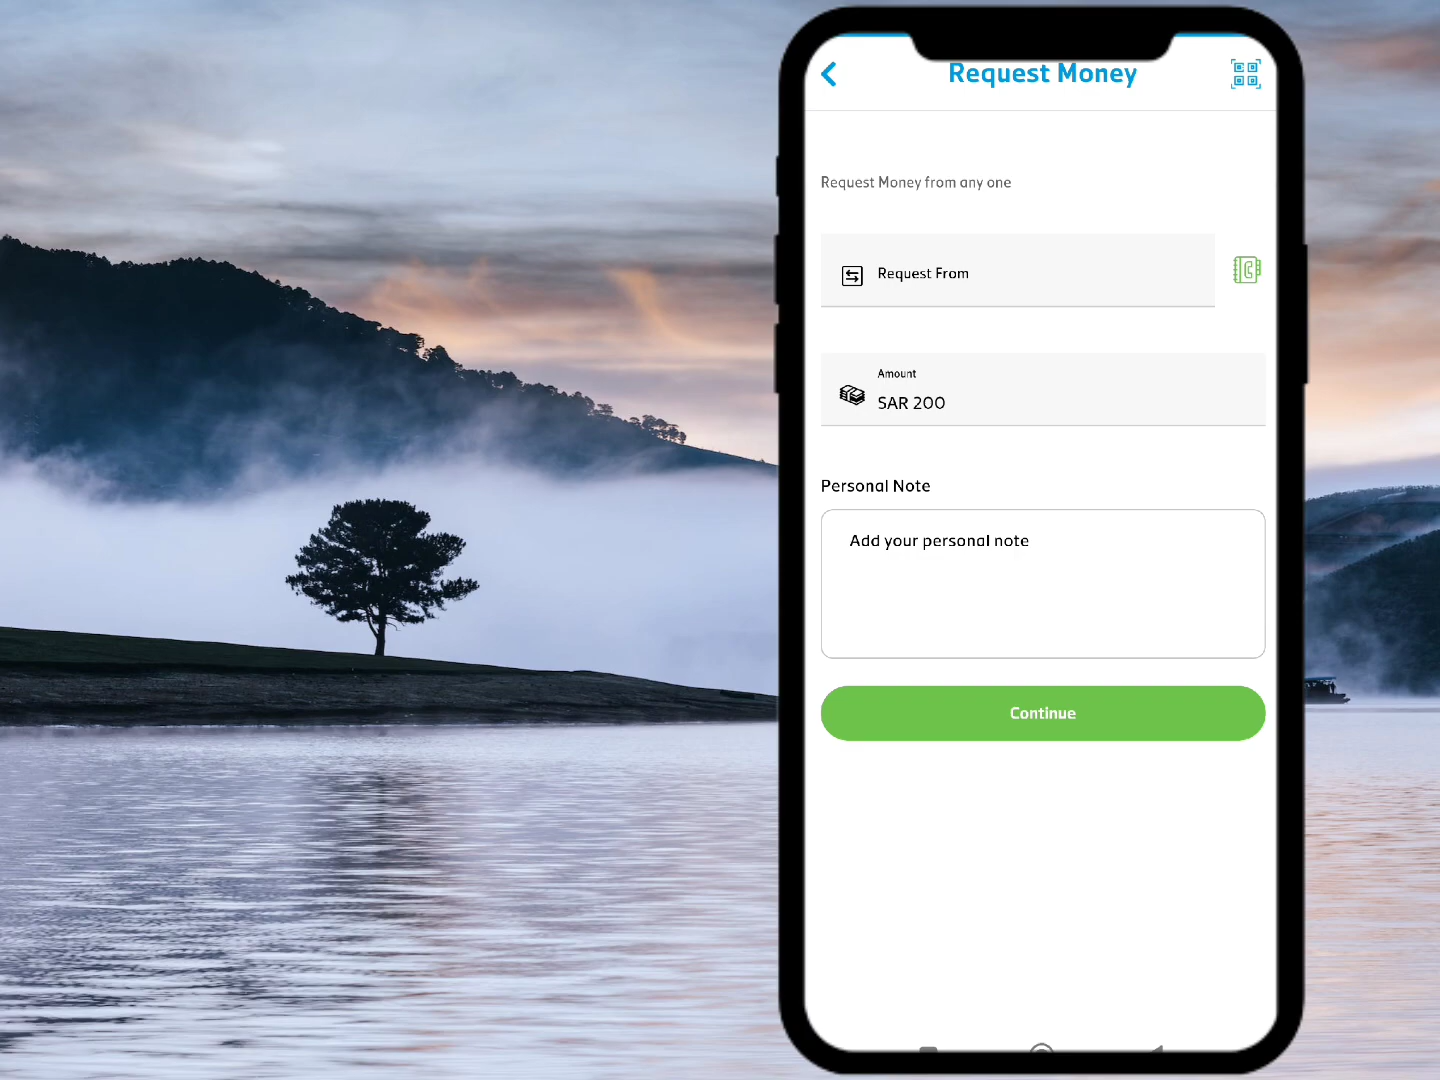 Request Money
Request Money from any one
Request From
Amount
SAR 200
Personal Note
Add your personal note
Continue